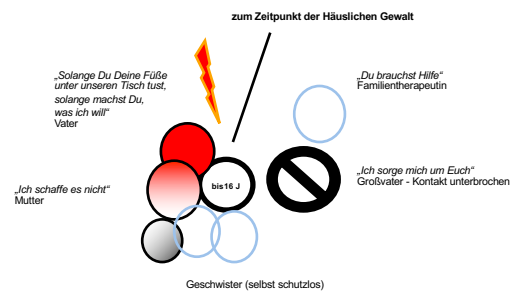 zum Zeitpunkt der Häuslichen Gewalt
„Solange Du Deine Füße
unter unseren Tisch tust,
solange machst Du,
was ich will“
Vater
„Du brauchst Hilfe“
Familientherapeutin
bis16 J
„Ich sorge mich um Euch“
Großvater - Kontakt unterbrochen
„Ich schaffe es nicht“
Mutter
Geschwister (selbst schutzlos)